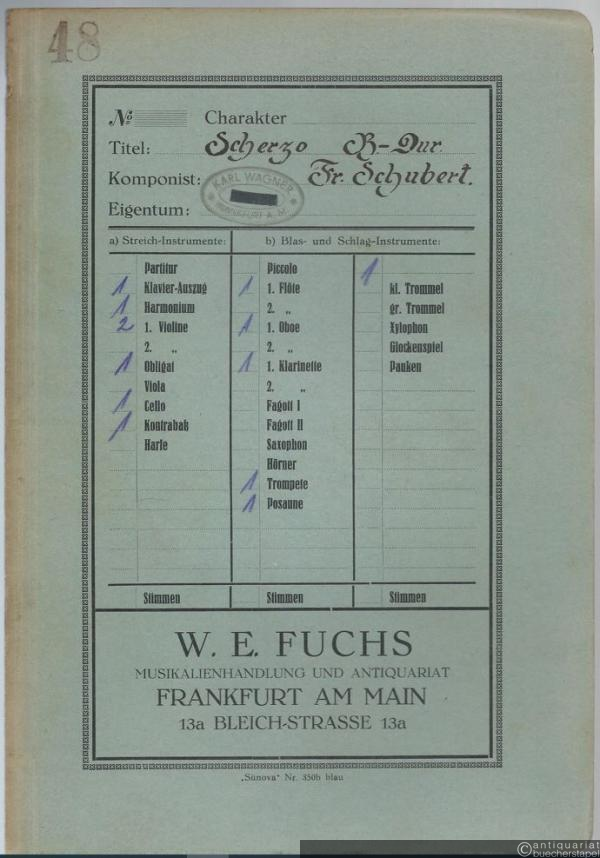 48
№ Charakter
Titel: Scherzo B-Dur.
Komponist: Fr. Schubert.
KARL WAGNER
FRANKFURT A. M.
Eigentum:
a) Streich-Instrumente: b) Blas- und Schlag-Instrumente:
Partitur
1 Klavier-Auszug
1 Harmonium
2 1. Violine
2. „
1 Obligat
Viola
1 Cello
1 Kontrabaß
Harfe
Stimmen
Piccolo
1 1. Flöte
2. „
1 1. Oboe
2. „
1 1. Klarinette
2. „
Fagott I
Fagott II
Saxophon
Hörner
1 Trompete
1 Posaune
Stimmen
1
kl. Trommel
gr. Trommel
Xylophon
Glockenspiel
Pauken
Stimmen
W. E. FUCHS
MUSIKALIENHANDLUNG UND ANTIQUARIAT
FRANKFURT AM MAIN
13a BLEICH-STRASSE 13a
„Sünova“ Nr. 350b blau
antiquariat
buecherstapel